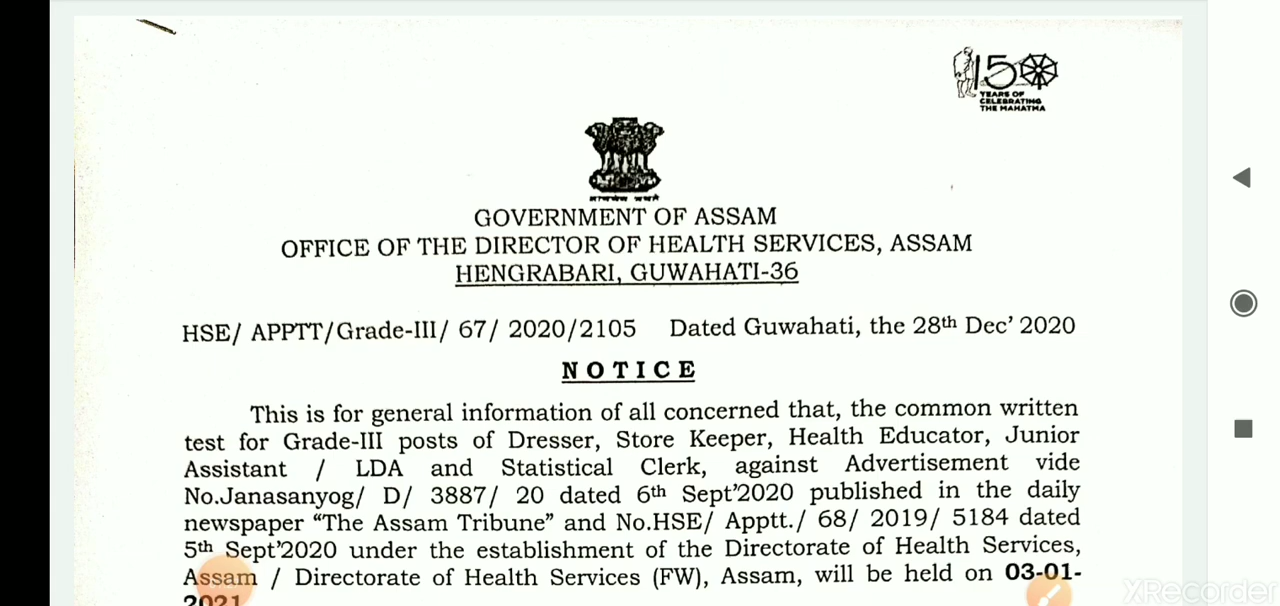 150
YEARS OF
CELEBRATING
THE MAHATMA
GOVERNMENT OF ASSAM
OFFICE OF THE DIRECTOR OF HEALTH SERVICES, ASSAM
HENGRABARI, GUWAHATI-36
HSE/ APPTT/Grade-III/ 67/ 2020/2105 Dated Guwahati, the 28th Dec' 2020
NOTICE
This is for general information of all concerned that, the common written
test for Grade-III posts of Dresser, Store Keeper, Health Educator, Junior
Assistant / LDA and Statistical Clerk, against Advertisement vide
No.Janasanyog/ D/ 3887/ 20 dated 6th Sept'2020 published in the daily
newspaper “The Assam Tribune” and No.HSE/ Apptt./ 68/ 2019/ 5184 dated
5th Sept'2020 under the establishment of the Directorate of Health Services,
Assam / Directorate of Health Services (FW), Assam, will be held on 03-01-
2021
XRecorder